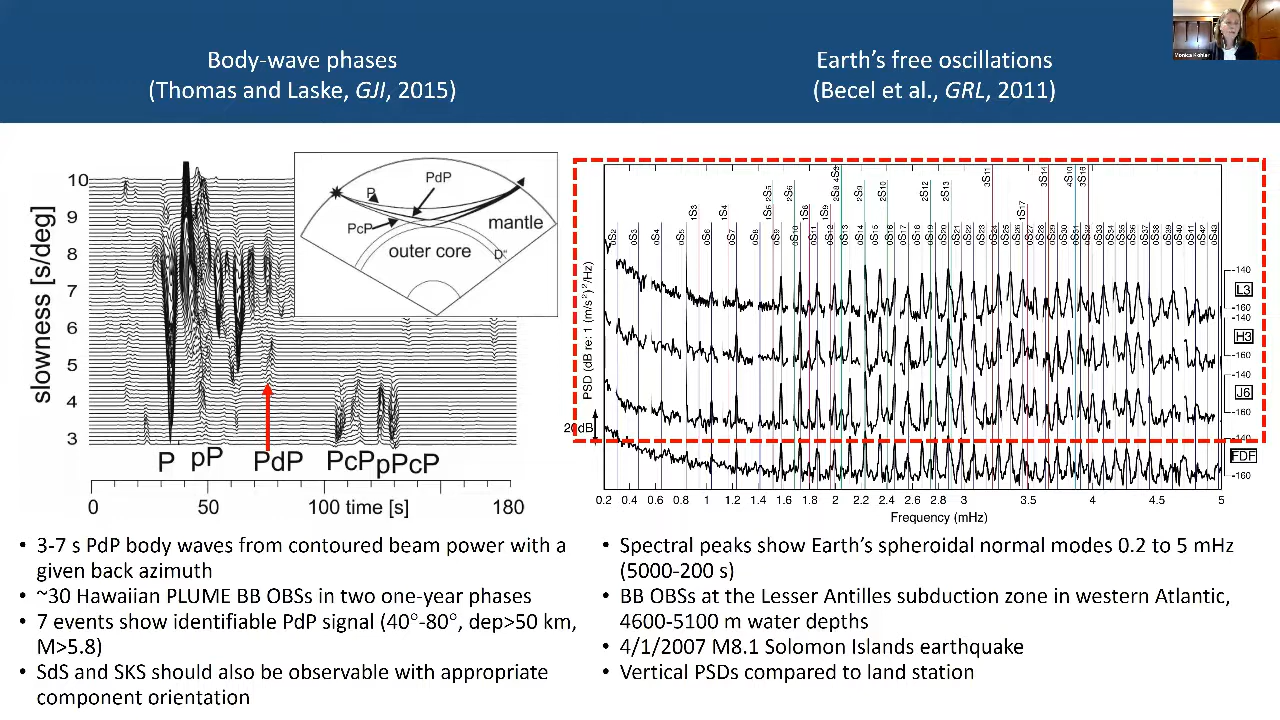 Body-wave phases
(Thomas and Laske, GJI, 2015)
Earth's free oscillations
(Becel et al., GRL, 2011)
Monica Kohler
slowness [s/deg]
10
9
8
7
6
5
4
3
PdP
P
PcP
mantle
outer core
D"
P
pP
PdP
PcP
pPcP
0
50
100
time [s]
180
PSD (dB re: 1 (m/s²)²/Hz)
20dB
-140
L3
-160
-140
H3
-160
-140
J6
-160
-140
FDF
-160
0.2
0.4
0.6
0.8
1
1.2
1.4
1.6
1.8
2
2.2
2.4
2.6
2.8
3
3.5
4
4.5
5
Frequency (mHz)
• 3-7 s PdP body waves from contoured beam power with a
given back azimuth
• ~30 Hawaiian PLUME BB OBSs in two one-year phases
• 7 events show identifiable PdP signal (40°-80°, dep>50 km,
M>5.8)
• SdS and SKS should also be observable with appropriate
component orientation
• Spectral peaks show Earth's spheroidal normal modes 0.2 to 5 mHz
(5000-200 s)
• BB OBSs at the Lesser Antilles subduction zone in western Atlantic,
4600-5100 m water depths
• 4/1/2007 M8.1 Solomon Islands earthquake
• Vertical PSDs compared to land station